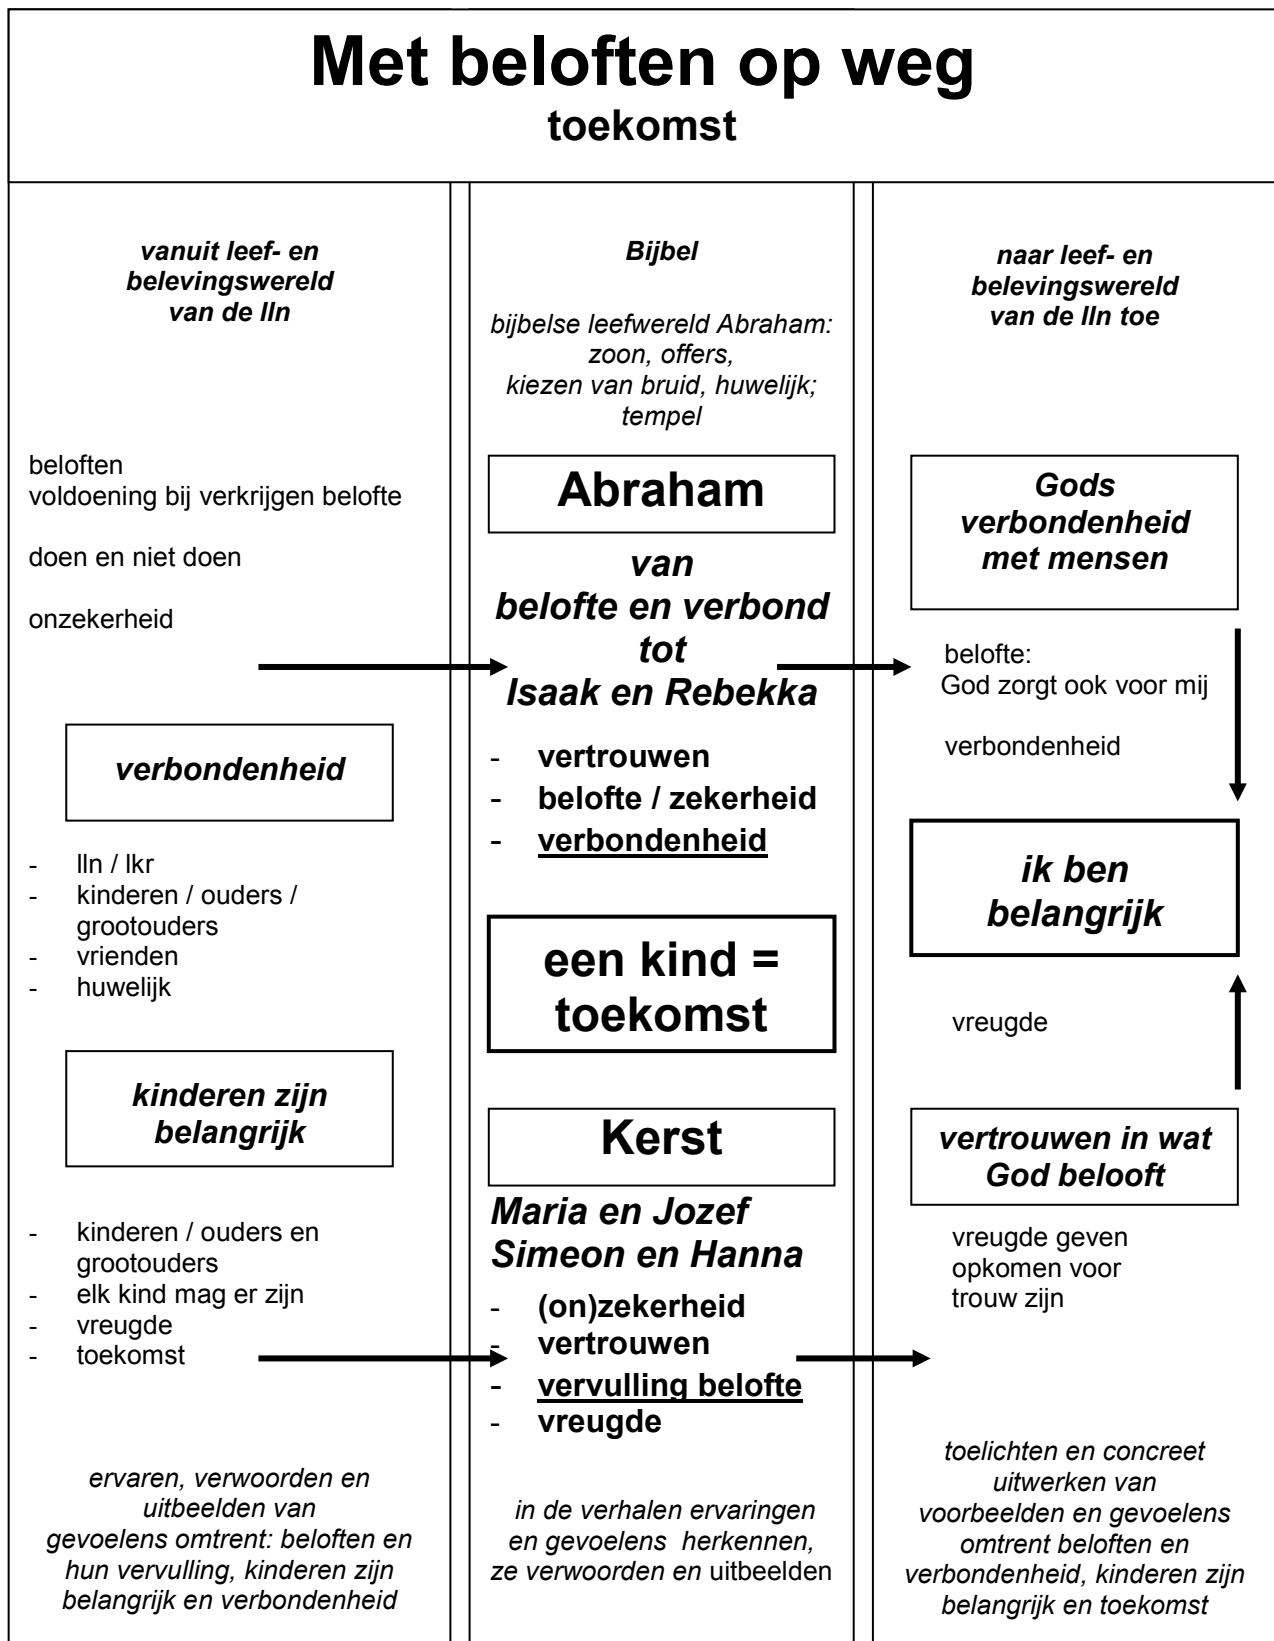 Met beloften op weg
toekomst
vanuit leef- en
belevingswereld
van de lln
beloften
voldoening bij verkrijgen belofte
doen en niet doen
onzekerheid
verbondenheid
- lln / lkr
- kinderen / ouders /
grootouders
- vrienden
- huwelijk
kinderen zijn
belangrijk
- kinderen / ouders en
grootouders
- elk kind mag er zijn
- vreugde
- toekomst
ervaren, verwoorden en
uitbeelden van
gevoelens omtrent: beloften en
hun vervulling, kinderen zijn
belangrijk en verbondenheid
Bijbel
bijbelse leefwereld Abraham:
zoon, offers,
kiezen van bruid, huwelijk;
tempel
Abraham
van
belofte en verbond
tot
Isaak en Rebekka
- vertrouwen
- belofte / zekerheid
- verbondenheid
een kind =
toekomst
Kerst
Maria en Jozef
Simeon en Hanna
- (on)zekerheid
- vertrouwen
- vervulling belofte
- vreugde
in de verhalen ervaringen
en gevoelens herkennen,
ze verwoorden en uitbeelden
naar leef- en
belevingswereld
van de lln toe
Gods
verbondenheid
met mensen
belofte:
God zorgt ook voor mij
verbondenheid
ik ben
belangrijk
vreugde
vertrouwen in wat
God belooft
vreugde geven
opkomen voor
trouw zijn
toelichten en concreet
uitwerken van
voorbeelden en gevoelens
omtrent beloften en
verbondenheid, kinderen zijn
belangrijk en toekomst